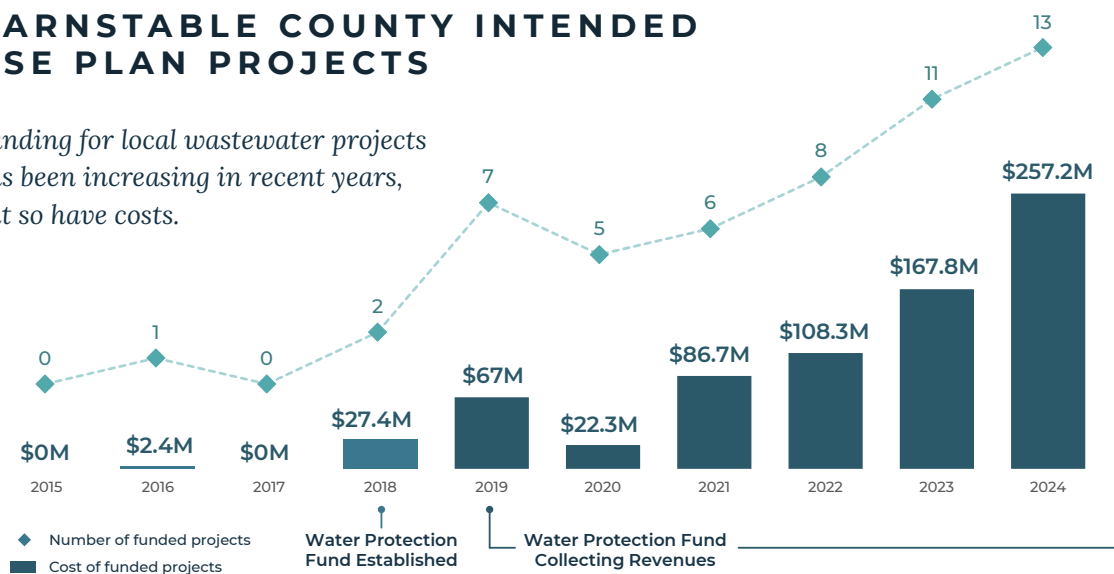 ARNSTABLE COUNTY INTENDED
SE PLAN PROJECTS
nding for local wastewater projects
s been increasing in recent years,
t so have costs.
0
1
0
2
7
5
6
8
11
13
$0M
$2.4M
$0M
$27.4M
$67M
$22.3M
$86.7M
$108.3M
$167.8M
$257.2M
2015
2016
2017
2018
2019
2020
2021
2022
2023
2024
Number of funded projects
Cost of funded projects
Water Protection
Fund Established
Water Protection Fund
Collecting Revenues